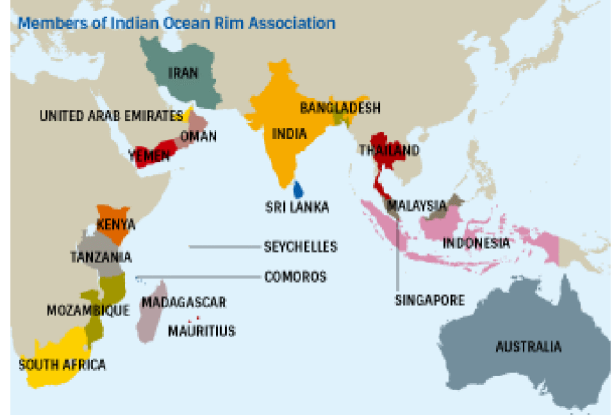 Members of Indian Ocean Rim Association
IRAN
UNITED ARAB EMIRATES
OMAN
YEMEN
INDIA
BANGLADESH
THAILAND
SRI LANKA
MALAYSIA
INDONESIA
SINGAPORE
KENYA
TANZANIA
SEYCHELLES
COMOROS
MOZAMBIQUE
MADAGASCAR
MAURITIUS
SOUTH AFRICA
AUSTRALIA